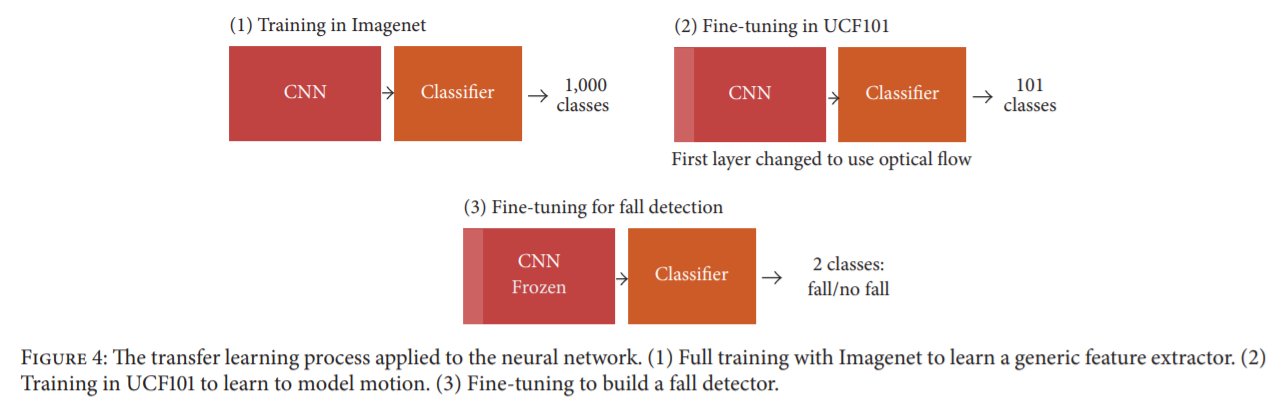 (1) Training in Imagenet
CNN
Classifier
1,000
classes
(2) Fine-tuning in UCF101
CNN
Classifier
101
classes
First layer changed to use optical flow
(3) Fine-tuning for fall detection
CNN
Frozen
Classifier
2 classes:
fall/no fall
Figure 4: The transfer learning process applied to the neural network. (1) Full training with Imagenet to learn a generic feature extractor. (2)
Training in UCF101 to learn to model motion. (3) Fine-tuning to build a fall detector.